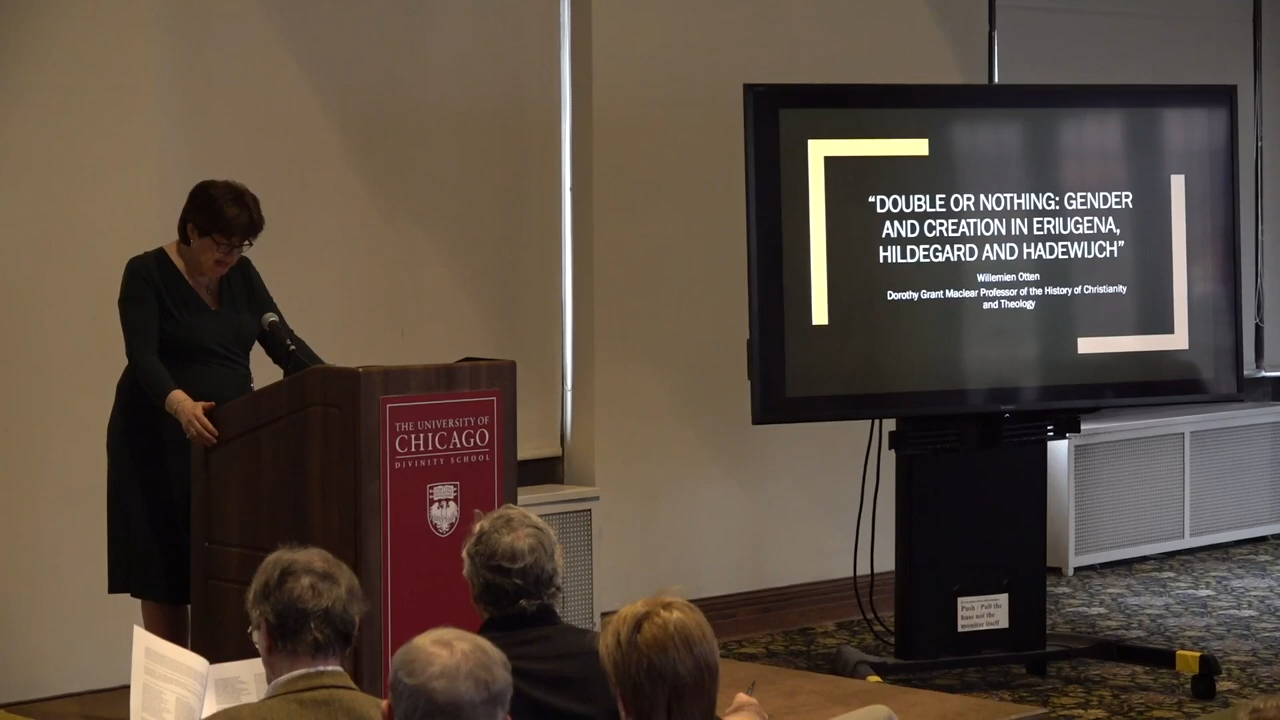 “DOUBLE OR NOTHING: GENDER
AND CREATION IN ERIUGENA,
HILDEGARD AND HADEWIJCH”
Willemien Otten
Dorothy Grant Maclear Professor of the History of Christianity
and Theology
THE UNIVERSITY OF
CHICAGO
DIVINITY SCHOOL
Push / Pull the
base not the
monitor itself